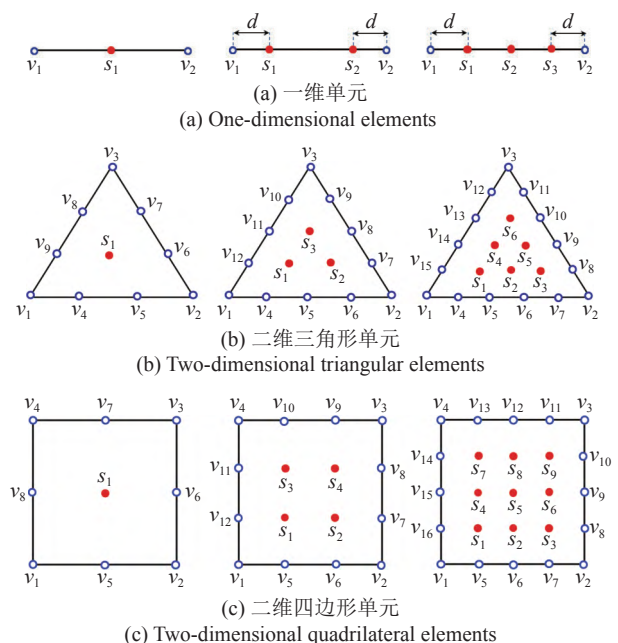 d d d d
v1 s1 v2 v1 s1 s2 v2 v1 s1 s2 s3 v2
(a) 一维单元
(a) One-dimensional elements
v3 v3 v3
v10 v9 v12 v11
v8 v7 v11 v8 v13 v10
s3 s6
v9 s1 v6 v12 s1 s2 v7 v14 s4 s5 v9
v15 s1 s2 s3 v8
v1 v4 v5 v2 v1 v4 v5 v6 v2 v1 v4 v5 v6 v7 v2
(b) 二维三角形单元
(b) Two-dimensional triangular elements
v4 v7 v3 v4 v10 v9 v3 v4 v13 v12 v11 v3
v11 s3 s4 v8 v14 s7 s8 s9 v10
v8 s1 v6 v15 s4 s5 s6 v9
v12 s1 s2 v7 v16 s1 s2 s3 v8
v1 v5 v2 v1 v5 v6 v2 v1 v5 v6 v7 v2
(c) 二维四边形单元
(c) Two-dimensional quadrilateral elements